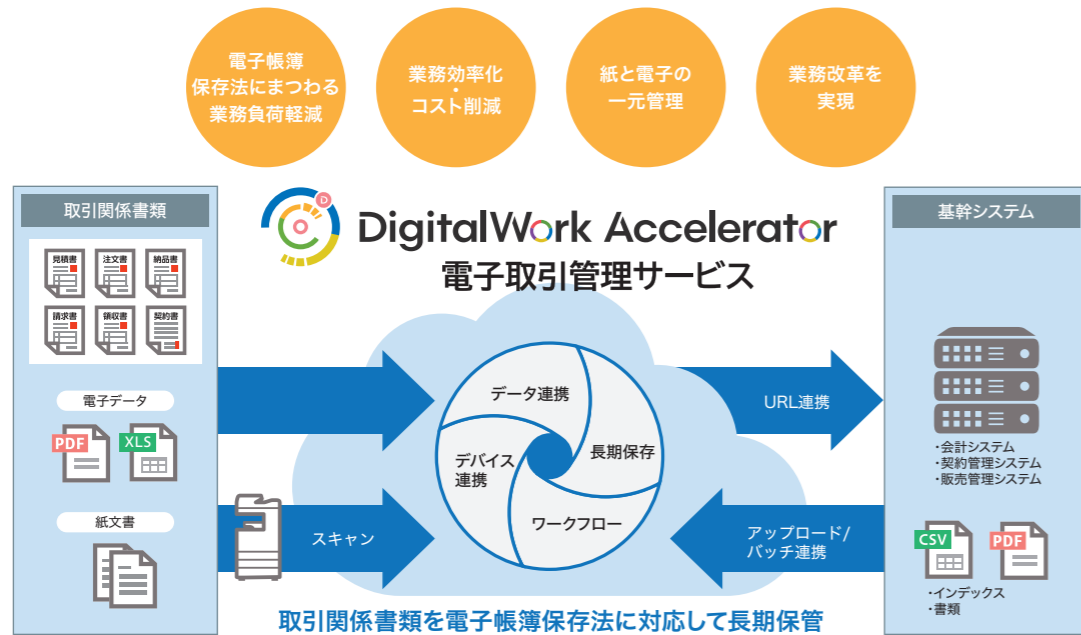 電子帳簿
保存法にまつわる
業務負荷軽減
業務効率化
・
コスト削減
紙と電子の
一元管理
業務改革を
実現
取引関係書類
見積書
注文書
納品書
請求書
領収書
契約書
電子データ
PDF
XLS
紙文書
D
DigitalWork Accelerator
電子取引管理サービス
データ連携
デバイス
連携
長期保存
ワークフロー
スキャン
URL連携
アップロード/
バッチ連携
基幹システム
・会計システム
・契約管理システム
・販売管理システム
CSV
PDF
・インデックス
・書類
取引関係書類を電子帳簿保存法に対応して長期保管